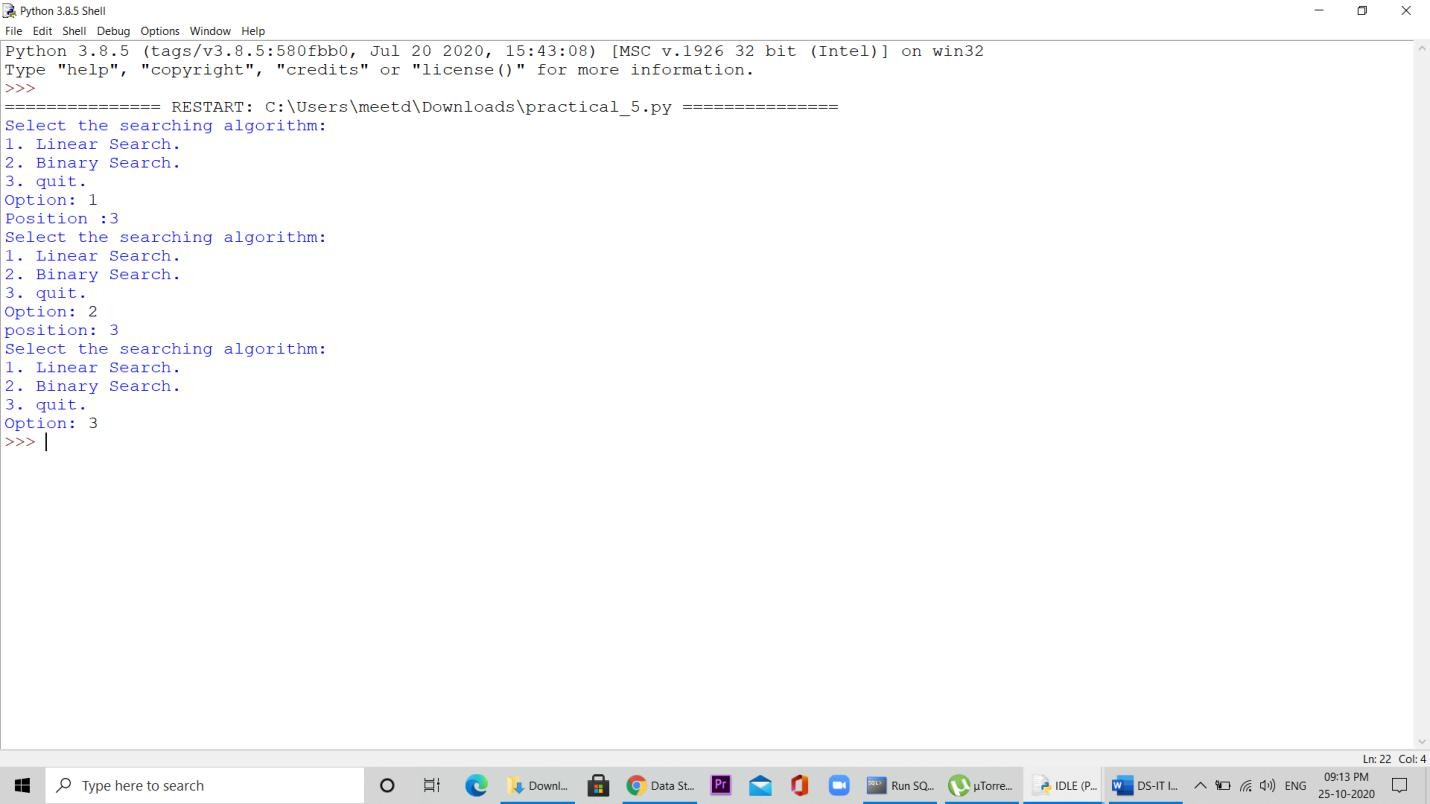 Python 3.8.5 Shell
File Edit Shell Debug Options Window Help
Python 3.8.5 (tags/v3.8.5:580fbb0, Jul 20 2020, 15:43:08) [MSC v.1926 32 bit (Intel)] on win32
Type "help", "copyright", "credits" or "license()" for more information.
>>>
=============== RESTART: C:\Users\meetd\Downloads\practical_5.py ===============
Select the searching algorithm:
1. Linear Search.
2. Binary Search.
3. quit.
Option: 1
Position :3
Select the searching algorithm:
1. Linear Search.
2. Binary Search.
3. quit.
Option: 2
position: 3
Select the searching algorithm:
1. Linear Search.
2. Binary Search.
3. quit.
Option: 3
>>>
Ln: 22 Col: 4
Type here to search Downl... Data St... Pr Run SQ... µTorre... IDLE (P... DS-IT I... ENG 09:13 PM
25-10-2020